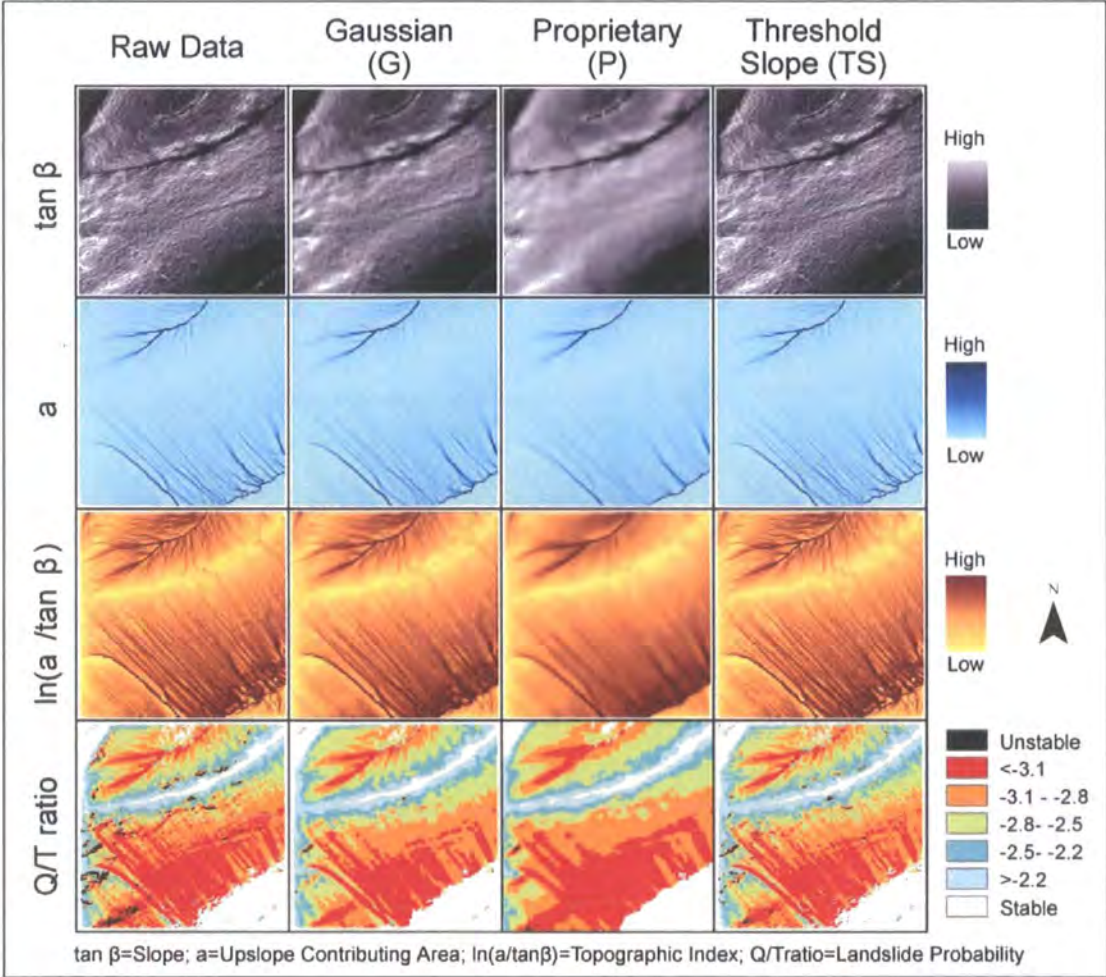 Raw Data
Gaussian
(G)
Proprietary
(P)
Threshold
Slope (TS)
tan β
High
Low
a
High
Low
ln(a /tan β)
High
Low
N
Q/T ratio
Unstable
<-3.1
-3.1 - -2.8
-2.8- -2.5
-2.5- -2.2
>-2.2
Stable
tan β=Slope; a=Upslope Contributing Area; ln(a/tanβ)=Topographic Index; Q/Tratio=Landslide Probability